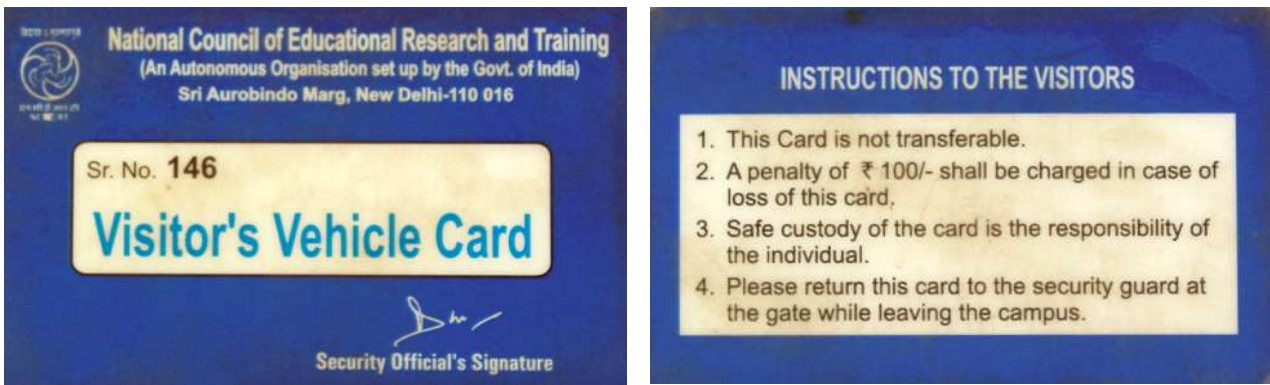 National Council of Educational Research and Training
(An Autonomous Organisation set up by the Govt. of India)
Sri Aurobindo Marg, New Delhi-110 016
Sr. No. 146
Visitor's Vehicle Card
Security Official's Signature
INSTRUCTIONS TO THE VISITORS
1. This Card is not transferable.
2. A penalty of ₹ 100/- shall be charged in case of
loss of this card.
3. Safe custody of the card is the responsibility of
the individual.
4. Please return this card to the security guard at
the gate while leaving the campus.